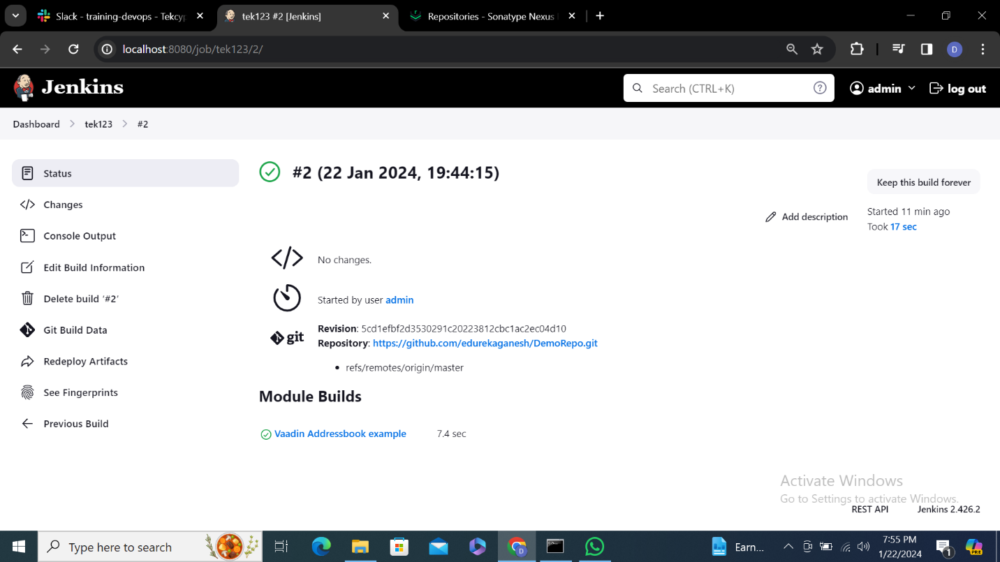 Slack - training-devops - Tekcyp
tek123 #2 [Jenkins]
Repositories - Sonatype Nexus
localhost:8080/job/tek123/2/
D
Jenkins
Search (CTRL+K)
?
admin
log out
Dashboard
tek123
#2
Status
Changes
Console Output
Edit Build Information
Delete build ‘#2’
Git Build Data
Redeploy Artifacts
See Fingerprints
Previous Build
#2 (22 Jan 2024, 19:44:15)
Keep this build forever
Add description
Started 11 min ago
Took 17 sec
</> No changes.
Started by user admin
git
Revision: 5cd1efbf2d3530291c20223812cbc1ac2ec04d10
Repository: https://github.com/edurekaganesh/DemoRepo.git
• refs/remotes/origin/master
Module Builds
Vaadin Addressbook example 7.4 sec
Activate Windows
Go to Settings to activate Windows.
REST API Jenkins 2.426.2
Type here to search
D
Earn...
7:55 PM
1/22/2024
1
PRE